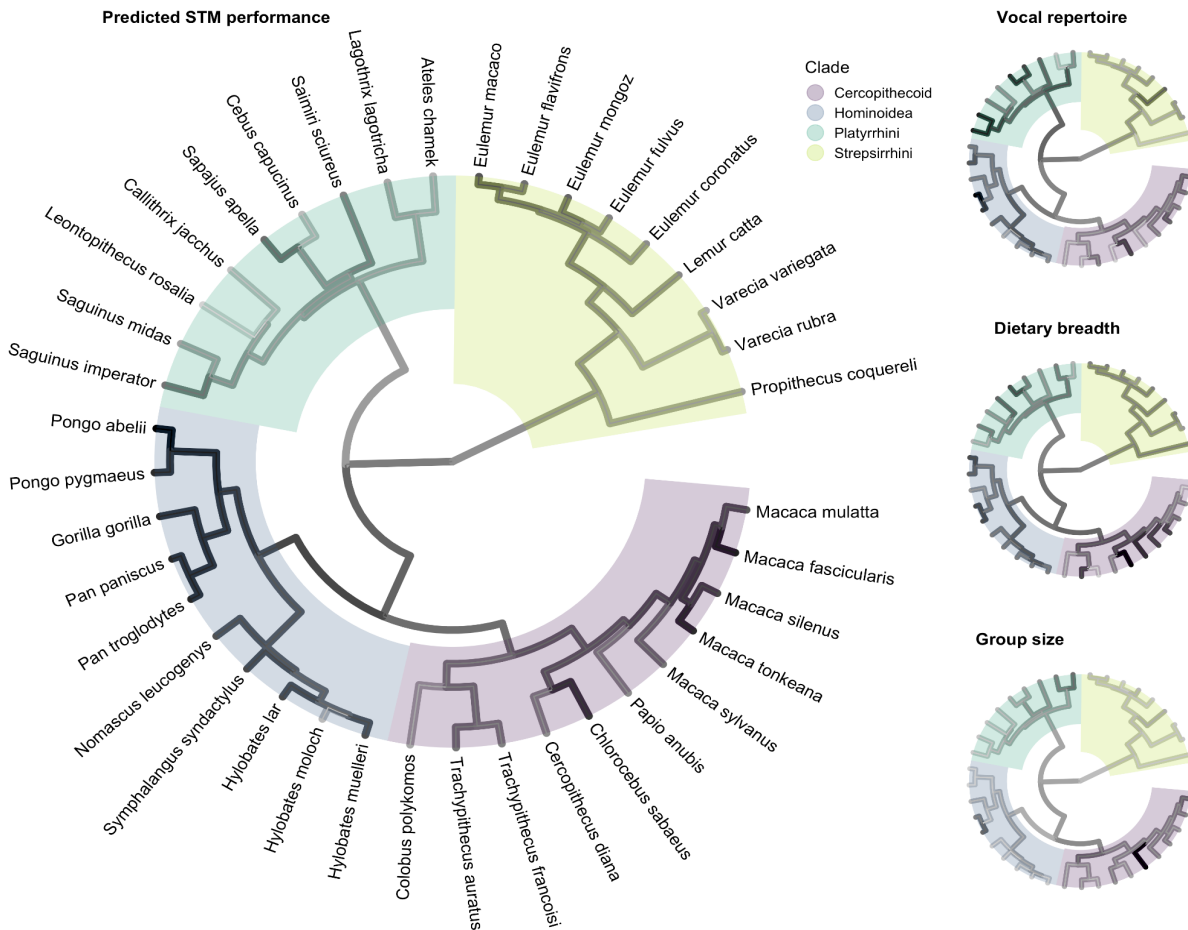 Predicted STM performance
Vocal repertoire
Clade
Cercopithecoid
Hominoidea
Platyrrhini
Strepsirrhini
Dietary breadth
Group size
Saguinus imperator
Saguinus midas
Leontopithecus rosalia
Callithrix jacchus
Sapajus apella
Cebus capucinus
Saimiri sciureus
Lagothrix lagotricha
Ateles chamek
Eulemur macaco
Eulemur flavifrons
Eulemur mongoz
Eulemur fulvus
Eulemur coronatus
Lemur catta
Varecia variegata
Varecia rubra
Propithecus coquereli
Macaca mulatta
Macaca fascicularis
Macaca silenus
Macaca tonkeana
Macaca sylvanus
Papio anubis
Chlorocebus sabaeus
Cercopithecus diana
Trachypithecus francoisi
Trachypithecus auratus
Colobus polykomos
Hylobates muelleri
Hylobates moloch
Hylobates lar
Symphalangus syndactylus
Nomascus leucogenys
Pan troglodytes
Pan paniscus
Gorilla gorilla
Pongo pygmaeus
Pongo abelii